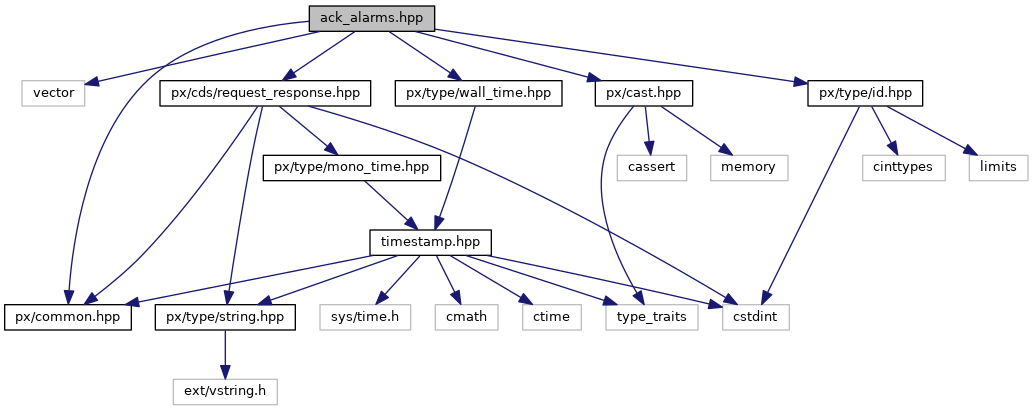 ack_alarms.hpp
vector
px/cds/request_response.hpp
px/type/wall_time.hpp
px/cast.hpp
px/type/id.hpp
px/type/mono_time.hpp
cassert
memory
cinttypes
limits
timestamp.hpp
px/common.hpp
px/type/string.hpp
sys/time.h
cmath
ctime
type_traits
cstdint
ext/vstring.h